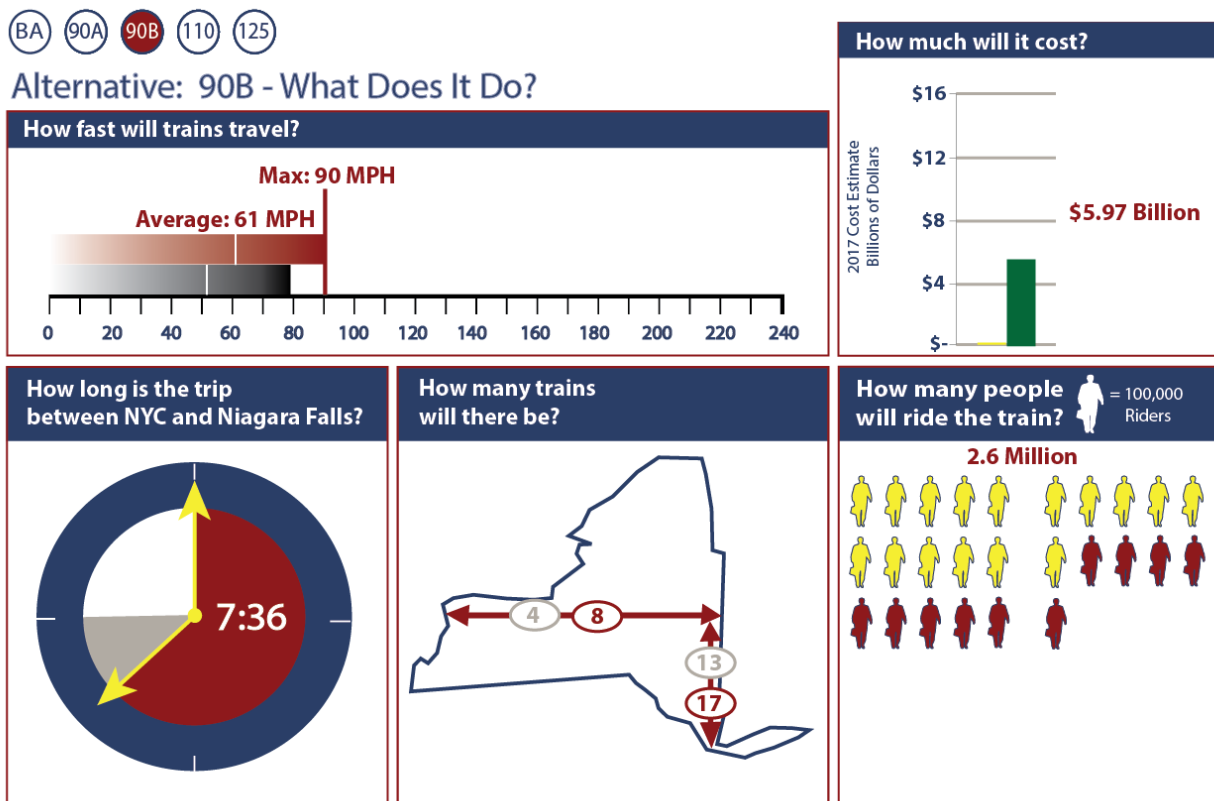 BA 90A 90B 110 125
Alternative: 90B - What Does It Do?
How fast will trains travel?
Max: 90 MPH
Average: 61 MPH
0 20 40 60 80 100 120 140 160 180 200 220 240
How much will it cost?
2017 Cost Estimate
Billions of Dollars
$16
$12
$8
$4
$-
$5.97 Billion
How long is the trip
between NYC and Niagara Falls?
7:36
How many trains
will there be?
4 8
13
17
How many people
will ride the train?
= 100,000
Riders
2.6 Million